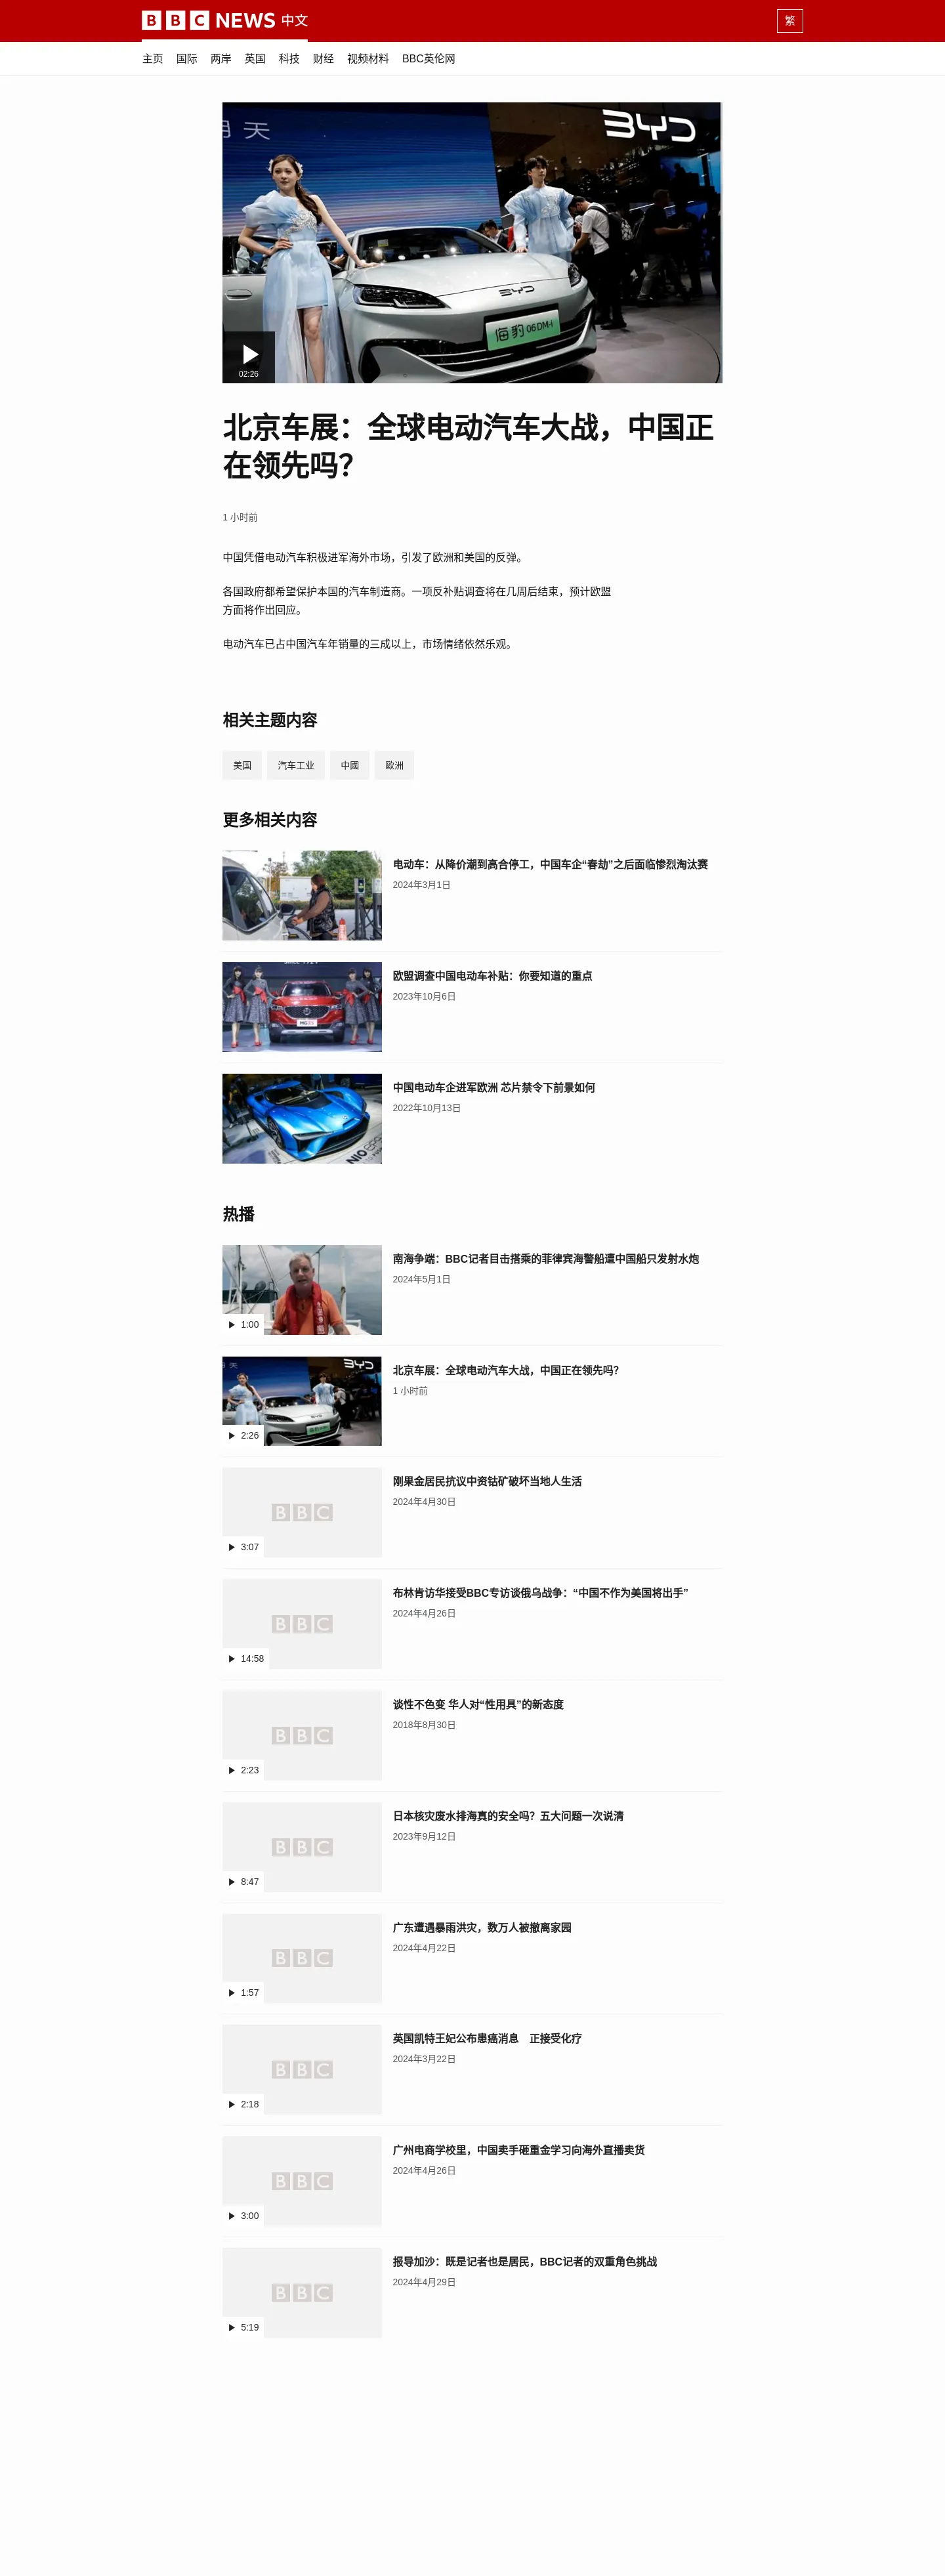 BBC NEWS 中文
繁
主页 国际 两岸 英国 科技 财经 视频材料 BBC英伦网
明天
BYD
BYD
海豹 06DM-i
02:26
北京车展：全球电动汽车大战，中国正
在领先吗？
1 小时前
中国凭借电动汽车积极进军海外市场，引发了欧洲和美国的反弹。
各国政府都希望保护本国的汽车制造商。一项反补贴调查将在几周后结束，预计欧盟
方面将作出回应。
电动汽车已占中国汽车年销量的三成以上，市场情绪依然乐观。
相关主题内容
美国 汽车工业 中國 歐洲
更多相关内容
电动车：从降价潮到高合停工，中国车企“春劫”之后面临惨烈淘汰赛
2024年3月1日
欧盟调查中国电动车补贴：你要知道的重点
2023年10月6日
中国电动车企进军欧洲 芯片禁令下前景如何
2022年10月13日
热播
南海争端：BBC记者目击搭乘的菲律宾海警船遭中国船只发射水炮
2024年5月1日
1:00
北京车展：全球电动汽车大战，中国正在领先吗？
1 小时前
BYD
2:26
刚果金居民抗议中资钴矿破坏当地人生活
2024年4月30日
BBC
3:07
布林肯访华接受BBC专访谈俄乌战争：“中国不作为美国将出手”
2024年4月26日
BBC
14:58
谈性不色变 华人对“性用具”的新态度
2018年8月30日
BBC
2:23
日本核灾废水排海真的安全吗？五大问题一次说清
2023年9月12日
BBC
8:47
广东遭遇暴雨洪灾，数万人被撤离家园
2024年4月22日
BBC
1:57
英国凯特王妃公布患癌消息　正接受化疗
2024年3月22日
BBC
2:18
广州电商学校里，中国卖手砸重金学习向海外直播卖货
2024年4月26日
BBC
3:00
报导加沙：既是记者也是居民，BBC记者的双重角色挑战
2024年4月29日
BBC
5:19